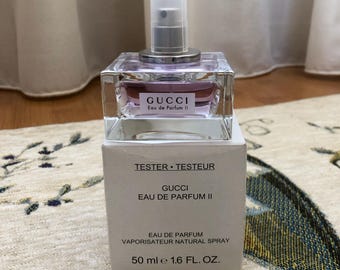 GUCCI
Eau de Parfum II
TESTER • TESTEUR
GUCCI
EAU DE PARFUM II
EAU DE PARFUM
VAPORISATEUR NATURAL SPRAY
50 ml ℮ 1.6 FL. OZ.